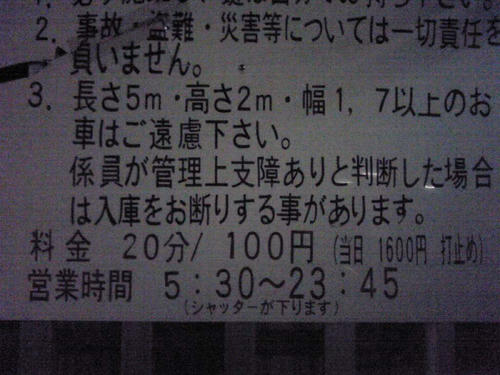 2. 事故・盗難・災害等については一切責任を
負いません。
3. 長さ5m・高さ2m・幅1,7以上のお
車はご遠慮下さい。
係員が管理上支障ありと判断した場合
は入庫をお断りする事があります。
料金 20分/ 100円 (当日 1600円 打止め)
営業時間 5:30〜23:45
(シャッターが下ります)